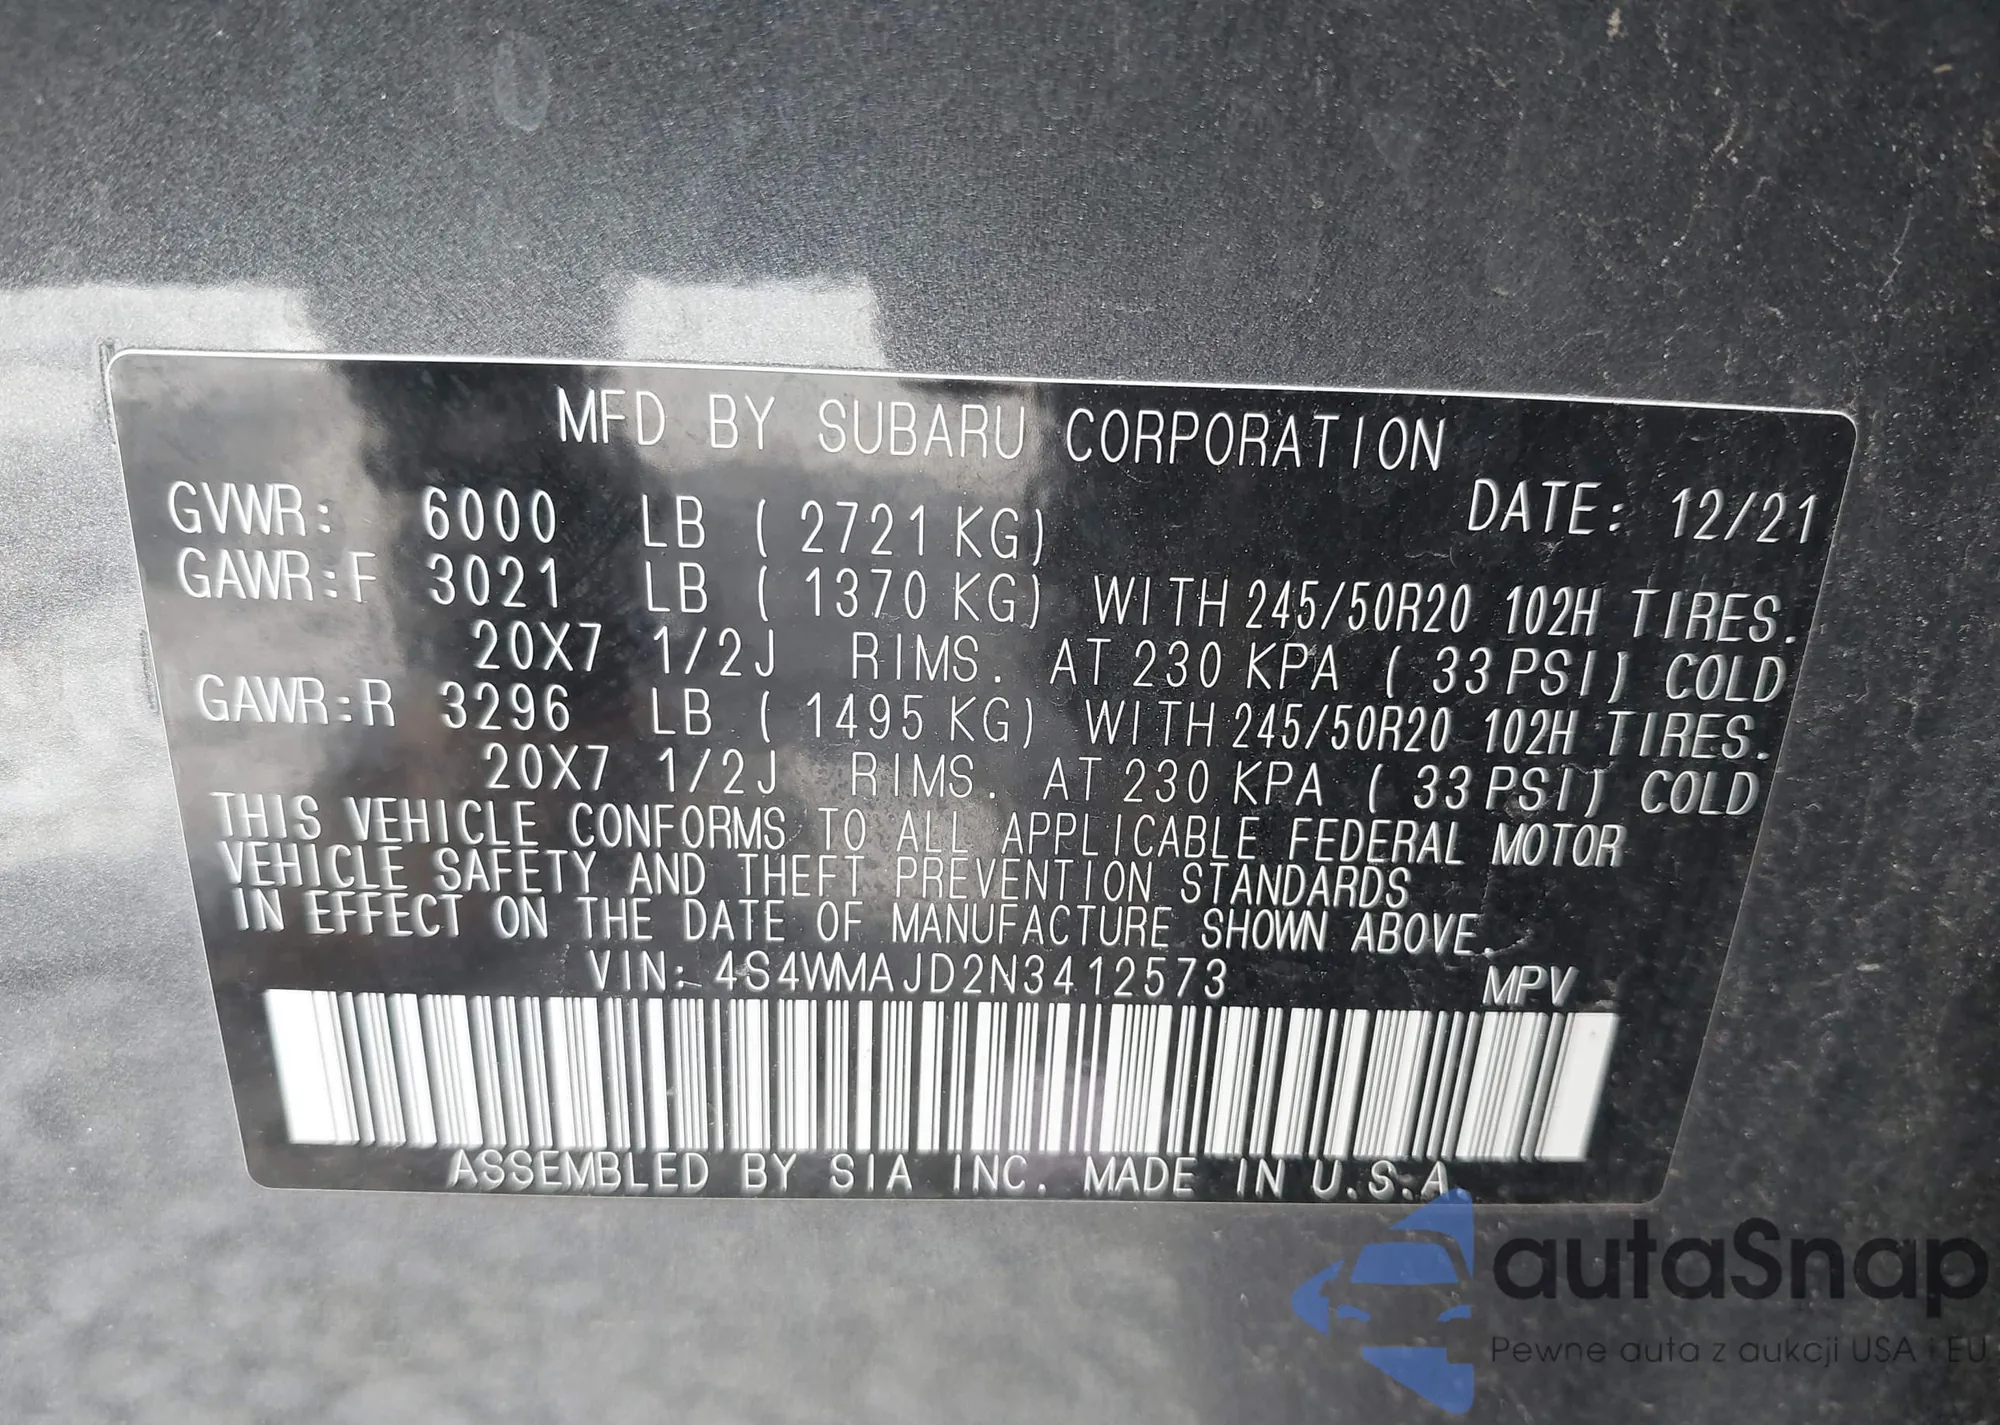 MFD BY SUBARU CORPORATION
GVWR: 6000 LB ( 2721 KG) DATE: 12/21
GAWR:F 3021 LB ( 1370 KG) WITH 245/50R20 102H TIRES.
20X7 1/2J RIMS. AT 230 KPA ( 33 PSI) COLD
GAWR:R 3296 LB ( 1495 KG) WITH 245/50R20 102H TIRES.
20X7 1/2J RIMS. AT 230 KPA ( 33 PSI) COLD
THIS VEHICLE CONFORMS TO ALL APPLICABLE FEDERAL MOTOR
VEHICLE SAFETY AND THEFT PREVENTION STANDARDS
IN EFFECT ON THE DATE OF MANUFACTURE SHOWN ABOVE.
VIN: 4S4WMAJD2N3412573 MPV
ASSEMBLED BY SIA INC. MADE IN U.S.A.
autaSnap
Pewne auta z aukcji USA i EU